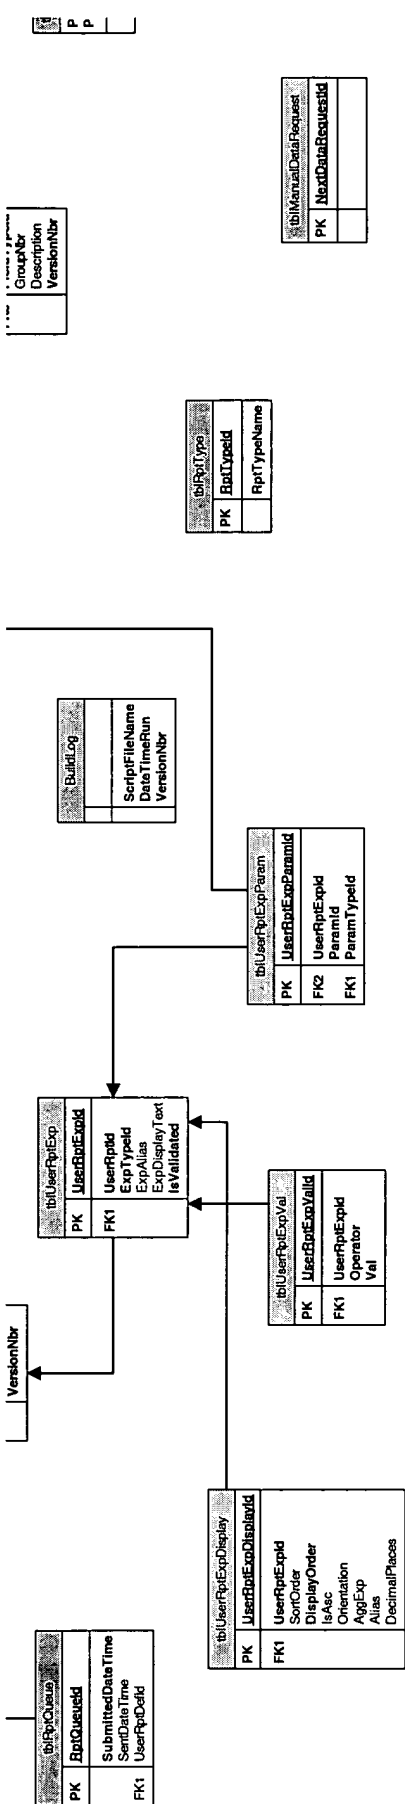 tblRptQueue
PK RptQueueId
SubmittedDateTime
SentDateTime
FK1 UserRptDefId
VersionNbr
tblUserRptExp
PK UserRptExpId
FK1 UserRptId
ExpTypeId
ExpAlias
ExpDisplayText
IsValidated
BuildLog
ScriptFileName
DateTimeRun
VersionNbr
GroupNbr
Description
VersionNbr
P
P
tblUserRptExpDisplay
PK UserRptExpDisplayId
FK1 UserRptExpId
SortOrder
DisplayOrder
IsAsc
Orientation
AggExp
Alias
DecimalPlaces
tblUserRptExpVal
PK UserRptExpValId
FK1 UserRptExpId
Operator
Val
tblUserRptExpParam
PK UserRptExpParamId
FK2 UserRptExpId
ParamId
FK1 ParamTypeId
tblRptType
PK RptTypeId
RptTypeName
tblManualDataRequest
PK NextDataRequestId